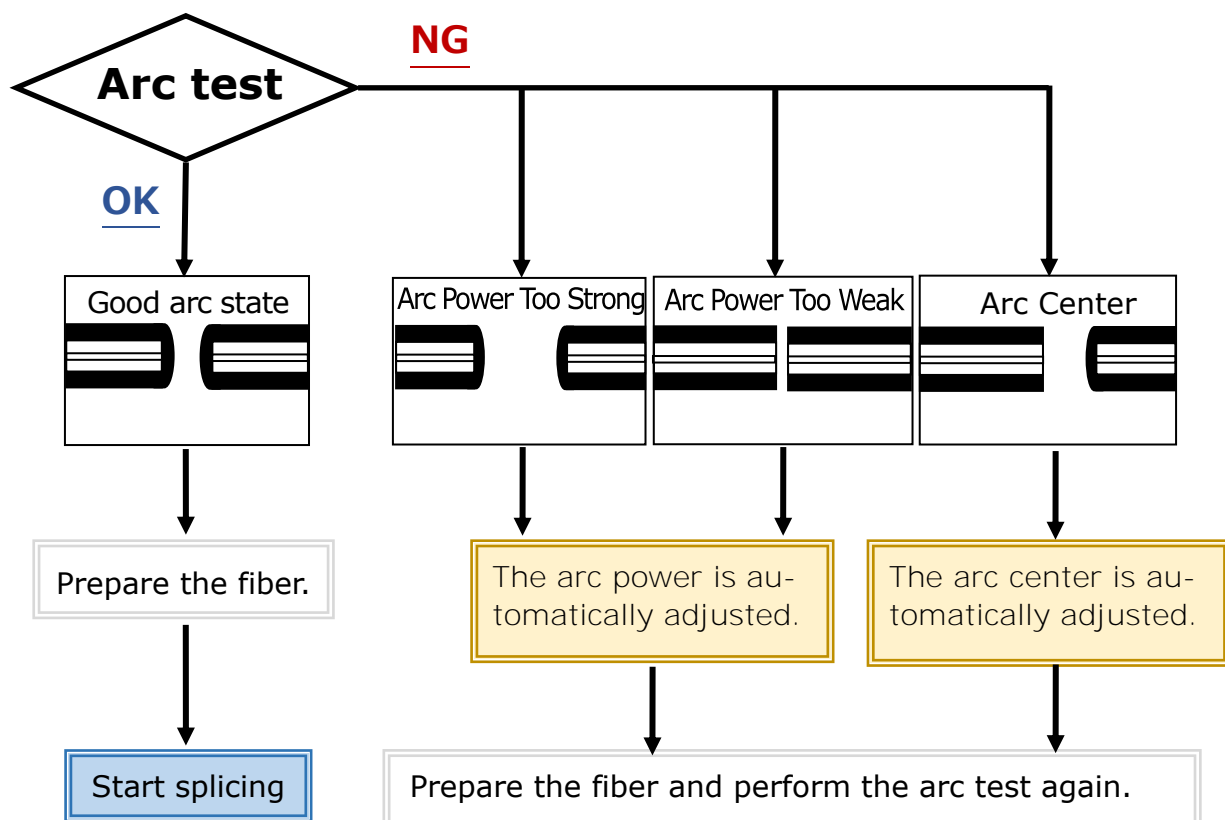 NG
Arc test
OK
Good arc state
Arc Power Too Strong
Arc Power Too Weak
Arc Center
Prepare the fiber.
The arc power is au-
tomatically adjusted.
The arc center is au-
tomatically adjusted.
Start splicing
Prepare the fiber and perform the arc test again.